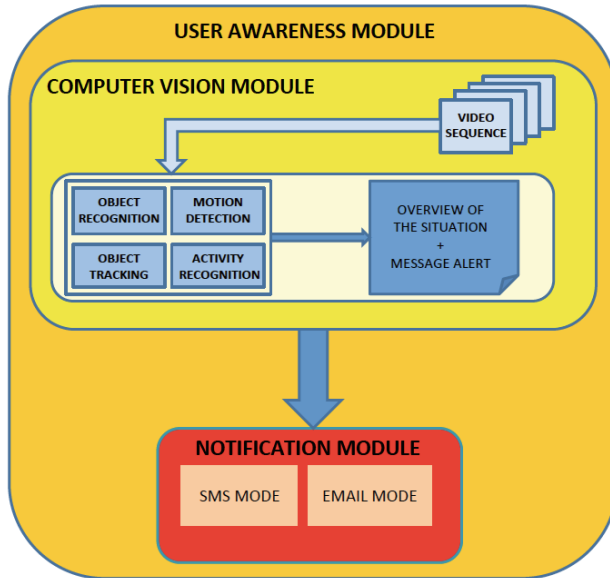 USER AWARENESS MODULE
COMPUTER VISION MODULE
VIDEO
SEQUENCE
OBJECT
RECOGNITION
MOTION
DETECTION
OBJECT
TRACKING
ACTIVITY
RECOGNITION
OVERVIEW OF
THE SITUATION
+
MESSAGE ALERT
NOTIFICATION MODULE
SMS MODE
EMAIL MODE